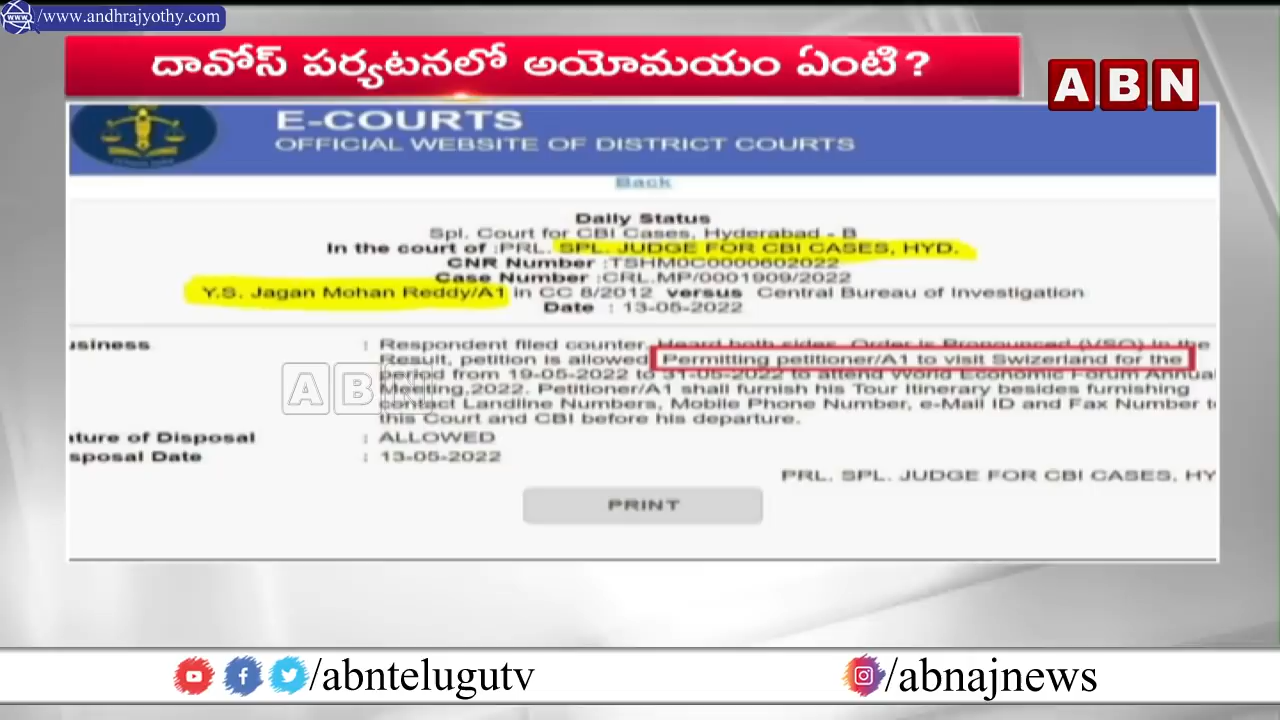 /www.andhrajyothy.com
దావోస్ పర్యటనలో అయోమయం ఏంటి?
ABN
E-COURTS
OFFICIAL WEBSITE OF DISTRICT COURTS
Back
Daily Status
Spl. Court for CBI Cases, Hyderabad - B
In the court of :PRL. SPL. JUDGE FOR CBI CASES, HYD.
CNR Number :TSHM0C0000602022
Case Number :CRL.MP/0001909/2022
Y.S. Jagan Mohan Reddy/A1 in CC 8/2012 versus Central Bureau of Investigation
Date : 13-05-2022
usiness : Respondent filed counter, Heard both sides, Order is Pronounced (VSO) in the
Result, petition is allowed Permitting petitioner/A1 to visit Swizerland for the
period from 19-05-2022 to 31-05-2022 to attend World Economic Forum Annual
Meeting,2022. Petitioner/A1 shall furnish his Tour Itinerary besides furnishing
contact Landline Numbers, Mobile Phone Number, e-Mail ID and Fax Number to
this Court and CBI before his departure.
ature of Disposal : ALLOWED
sposal Date : 13-05-2022
PRL. SPL. JUDGE FOR CBI CASES, HY
PRINT
ABN
/abntelugutv
/abnajnews